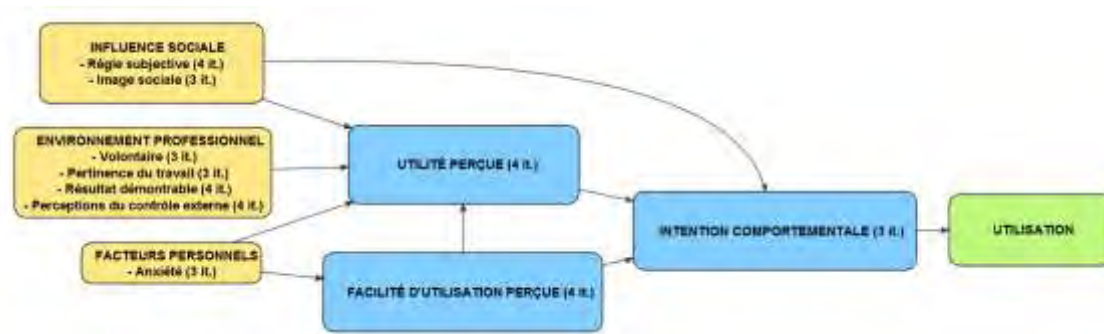 INFLUENCE SOCIALE
- Règle subjective (4 it.)
- Image sociale (3 it.)
ENVIRONNEMENT PROFESSIONNEL
- Volontaire (3 it.)
- Pertinence du travail (3 it.)
- Résultat démontrable (4 it.)
- Perceptions du contrôle externe (4 it.)
FACTEURS PERSONNELS
- Anxiété (3 it.)
UTILITÉ PERÇUE (4 it.)
FACILITÉ D'UTILISATION PERÇUE (4 it.)
INTENTION COMPORTEMENTALE (3 it.)
UTILISATION